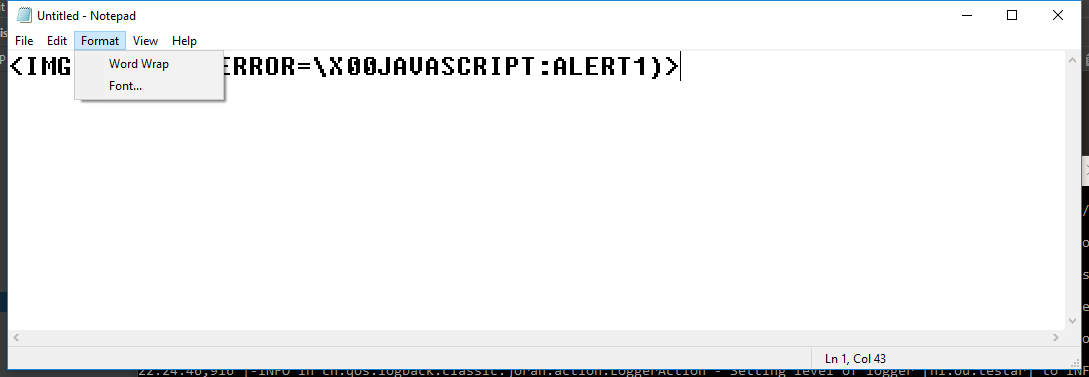 Untitled - Notepad
File Edit Format View Help
<IMG ERROR=\X00JAVASCRIPT:ALERT1)>
Word Wrap
Font...
Ln 1, Col 43
22:24:46,916 |-INFO in ch.qos.logback.classic.joran.action.LoggerAction - Setting level of logger [nl.ou.testar] to INF